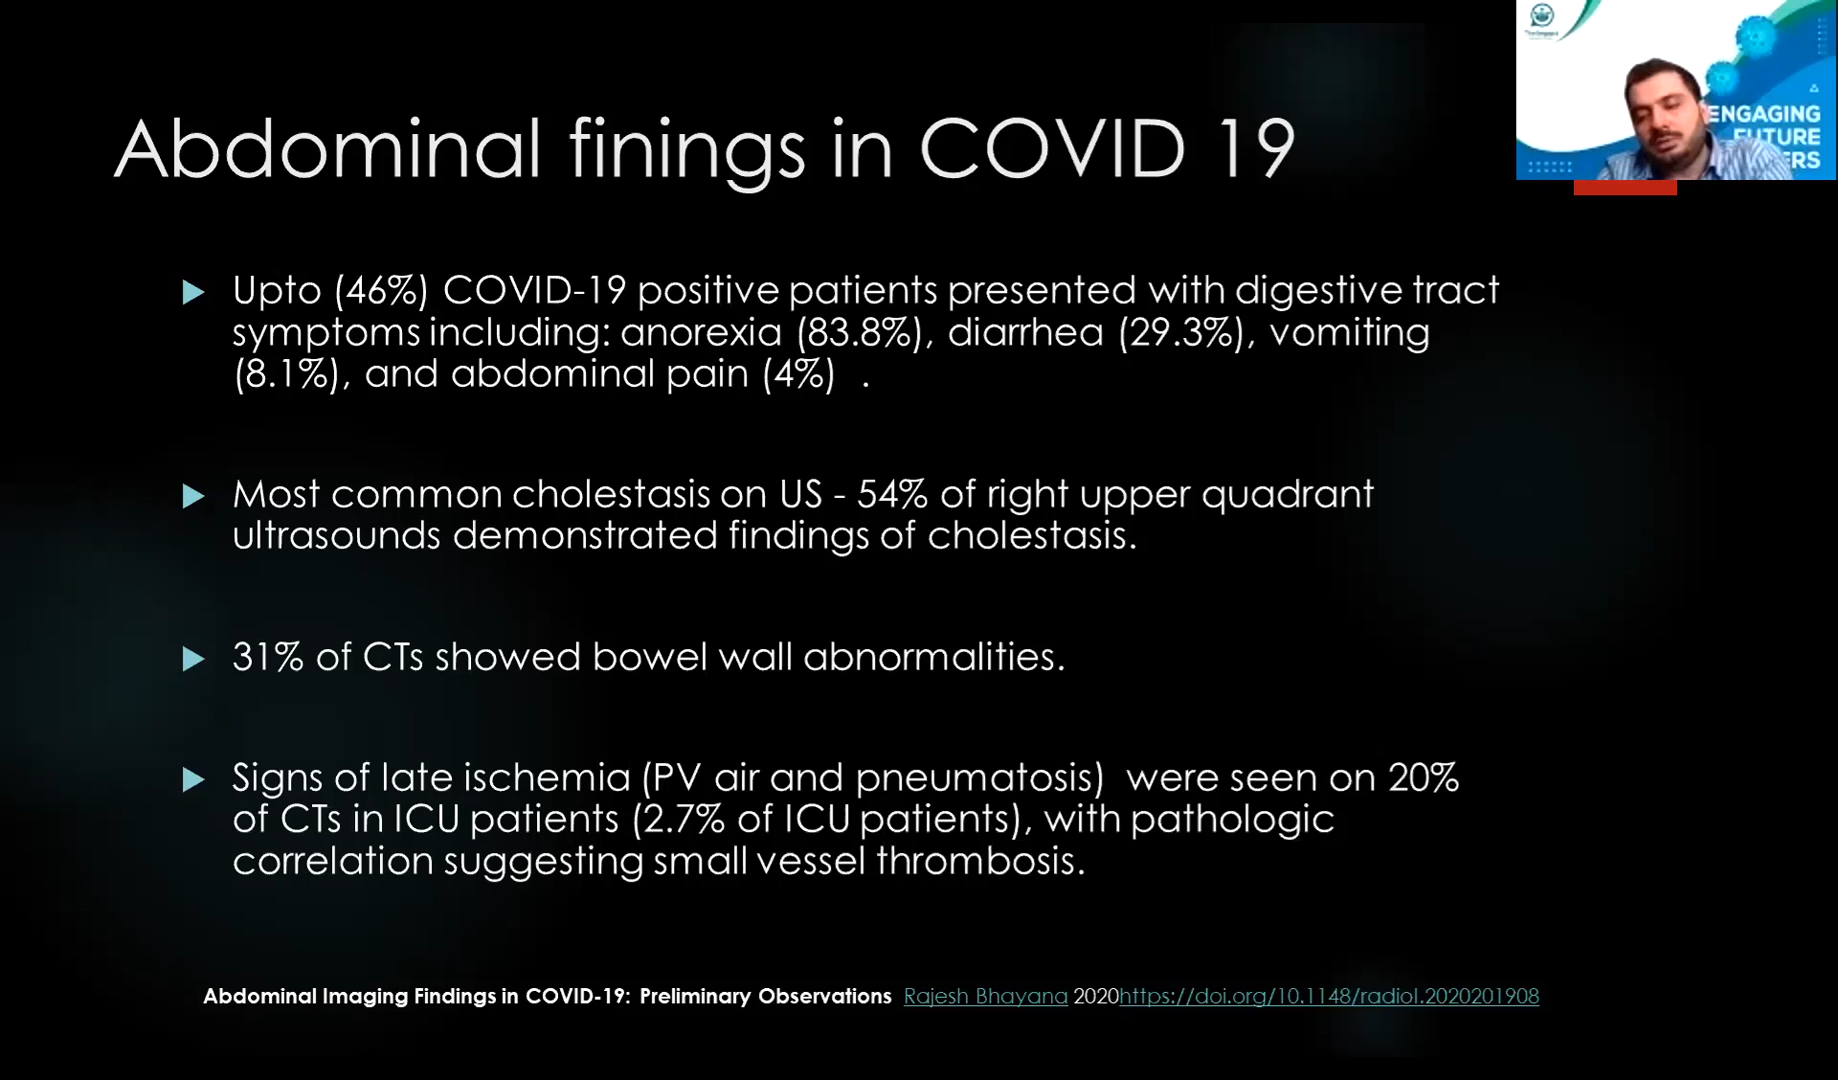 Abdominal finings in COVID 19
ENGAGING
FUTURE
ERS
Upto (46%) COVID-19 positive patients presented with digestive tract
symptoms including: anorexia (83.8%), diarrhea (29.3%), vomiting
(8.1%), and abdominal pain (4%) .
Most common cholestasis on US - 54% of right upper quadrant
ultrasounds demonstrated findings of cholestasis.
31% of CTs showed bowel wall abnormalities.
Signs of late ischemia (PV air and pneumatosis) were seen on 20%
of CTs in ICU patients (2.7% of ICU patients), with pathologic
correlation suggesting small vessel thrombosis.
Abdominal Imaging Findings in COVID-19: Preliminary Observations Rajesh Bhayana 2020https://doi.org/10.1148/radiol.2020201908